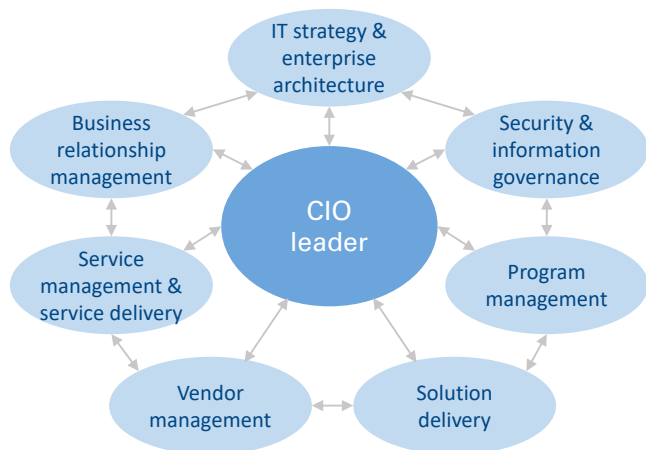 IT strategy &
enterprise
architecture
Business
relationship
management
Security &
information
governance
CIO
leader
Service
management &
service delivery
Program
management
Vendor
management
Solution
delivery